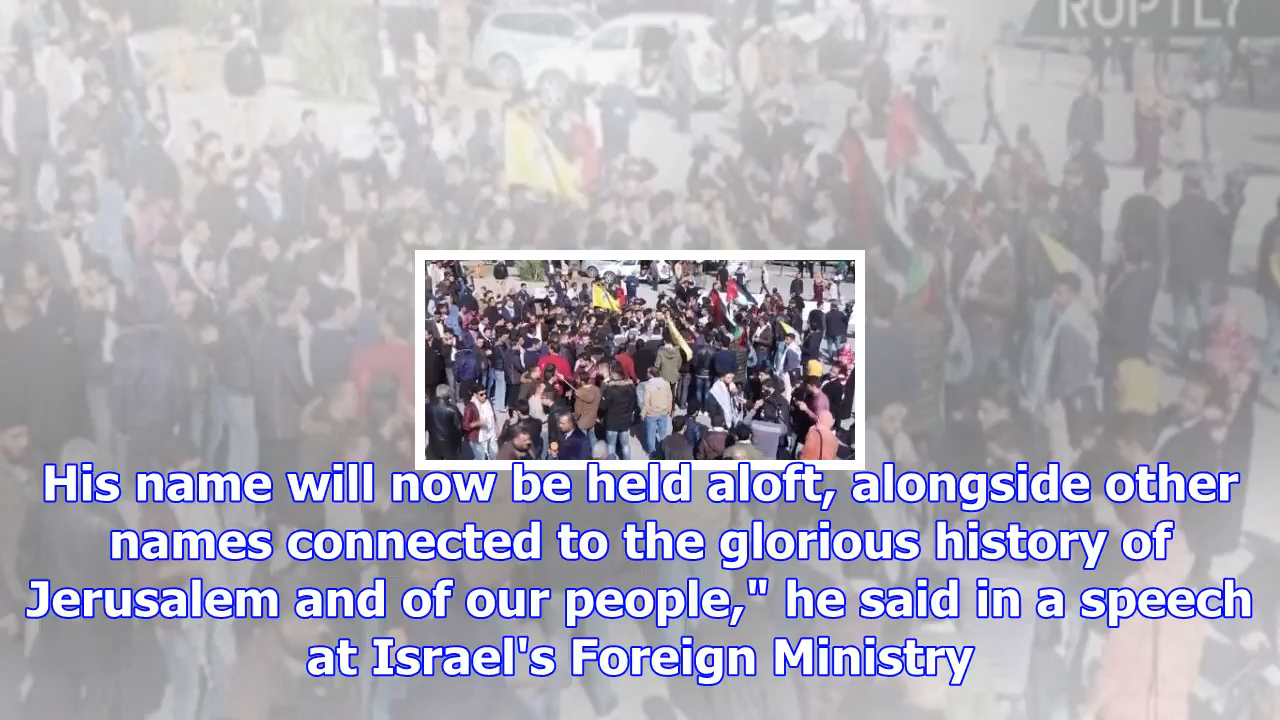 RUPTLY
His name will now be held aloft, alongside other
names connected to the glorious history of
Jerusalem and of our people," he said in a speech
at Israel's Foreign Ministry